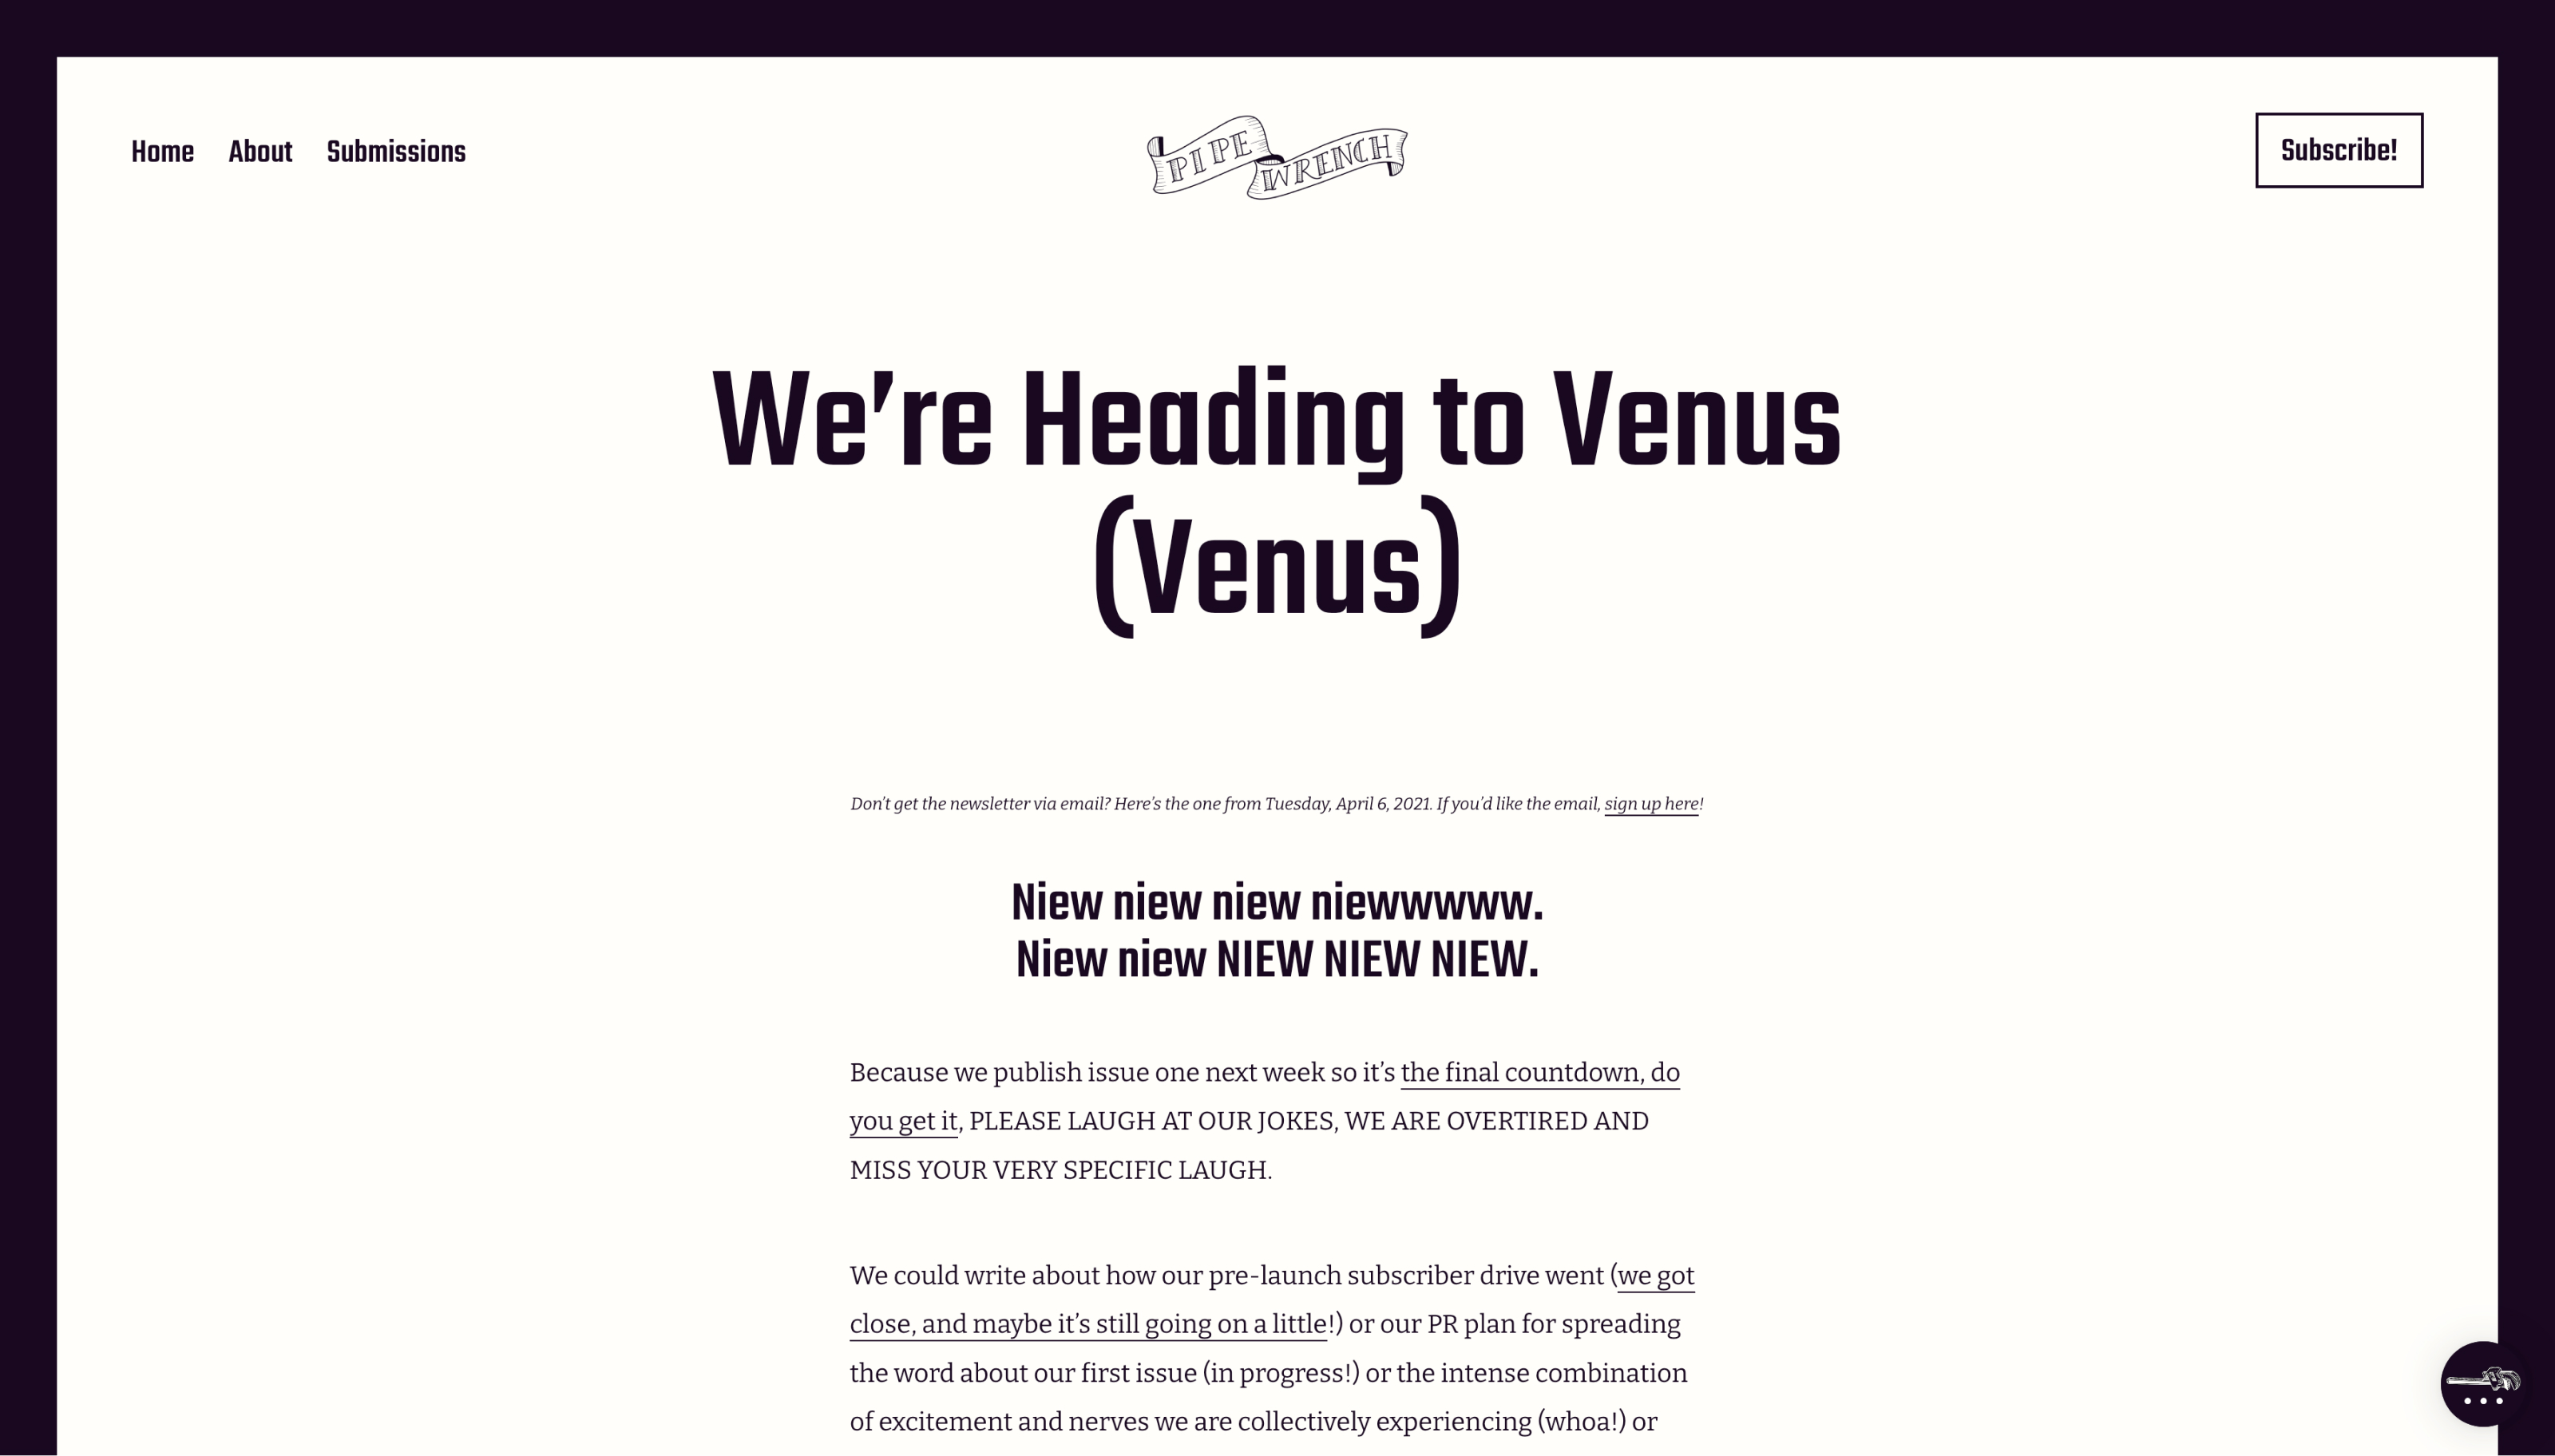 Home About Submissions
PIPE WRENCH
Subscribe!
We’re Heading to Venus
(Venus)
Don’t get the newsletter via email? Here’s the one from Tuesday, April 6, 2021. If you’d like the email, sign up here!
Niew niew niew niewwwww.
Niew niew NIEW NIEW NIEW.
Because we publish issue one next week so it’s the final countdown, do
you get it, PLEASE LAUGH AT OUR JOKES, WE ARE OVERTIRED AND
MISS YOUR VERY SPECIFIC LAUGH.
We could write about how our pre-launch subscriber drive went (we got
close, and maybe it’s still going on a little!) or our PR plan for spreading
the word about our first issue (in progress!) or the intense combination
of excitement and nerves we are collectively experiencing (whoa!) or